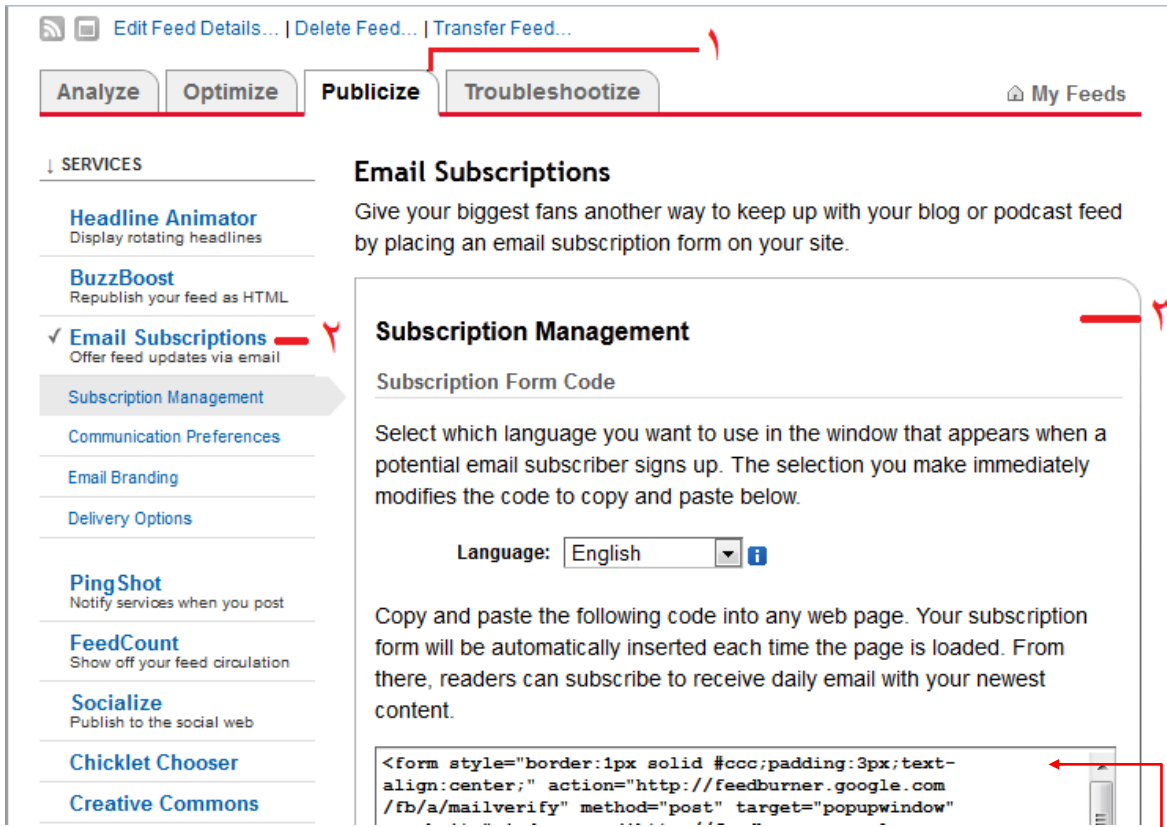 Edit Feed Details... | Delete Feed... | Transfer Feed...
١
Analyze Optimize Publicize Troubleshootize My Feeds
↓ SERVICES
Headline Animator
Display rotating headlines
BuzzBoost
Republish your feed as HTML
✓ Email Subscriptions
٢
Offer feed updates via email
Subscription Management
Communication Preferences
Email Branding
Delivery Options
PingShot
Notify services when you post
FeedCount
Show off your feed circulation
Socialize
Publish to the social web
Chicklet Chooser
Creative Commons
Email Subscriptions
Give your biggest fans another way to keep up with your blog or podcast feed
by placing an email subscription form on your site.
Subscription Management
Subscription Form Code
Select which language you want to use in the window that appears when a
potential email subscriber signs up. The selection you make immediately
modifies the code to copy and paste below.
Language: English
Copy and paste the following code into any web page. Your subscription
form will be automatically inserted each time the page is loaded. From
there, readers can subscribe to receive daily email with your newest
content.
<form style="border:1px solid #ccc;padding:3px;text-
align:center;" action="http://feedburner.google.com
/fb/a/mailverify" method="post" target="popupwindow"